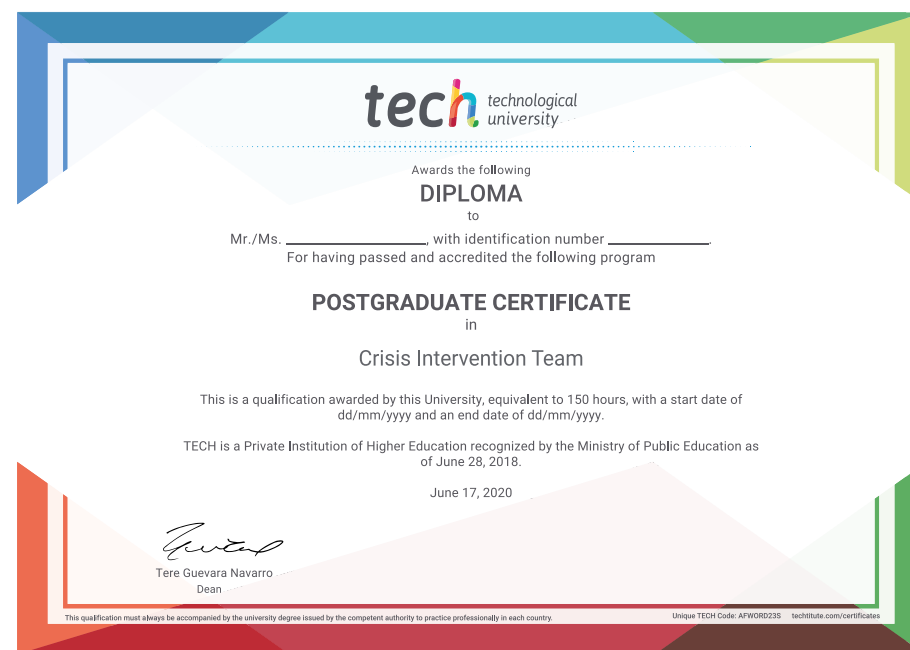 tech technological
university
Awards the following
DIPLOMA
to
Mr./Ms. ____________________, with identification number ______________.
For having passed and accredited the following program
POSTGRADUATE CERTIFICATE
in
Crisis Intervention Team
This is a qualification awarded by this University, equivalent to 150 hours, with a start date of
dd/mm/yyyy and an end date of dd/mm/yyyy.
TECH is a Private Institution of Higher Education recognized by the Ministry of Public Education as
of June 28, 2018.
June 17, 2020
Tere Guevara Navarro
Dean
This qualification must always be accompanied by the university degree issued by the competent authority to practice professionally in each country.
Unique TECH Code: AFWORD23S techtitute.com/certificates